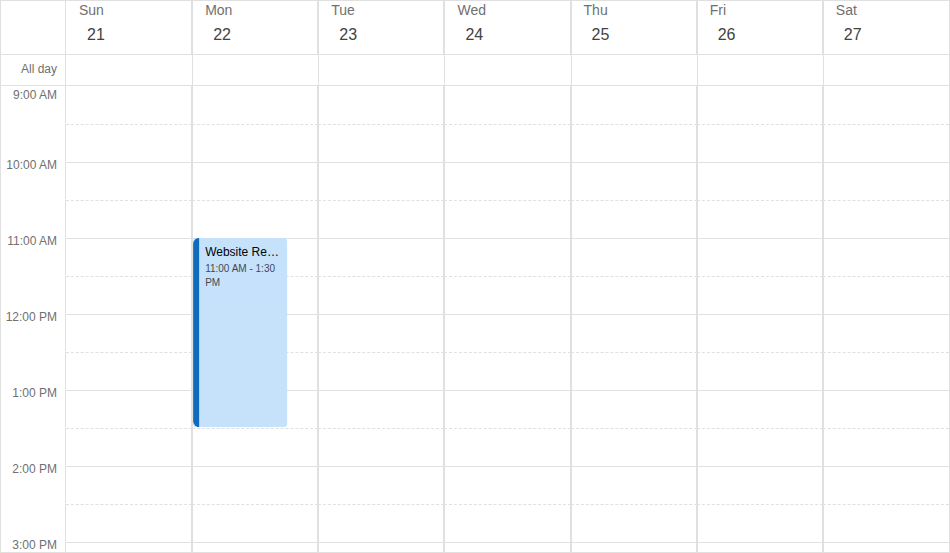 Sun Mon Tue Wed Thu Fri Sat
21 22 23 24 25 26 27
All day
9:00 AM
10:00 AM
11:00 AM
Website Re…
11:00 AM - 1:30
PM
12:00 PM
1:00 PM
2:00 PM
3:00 PM